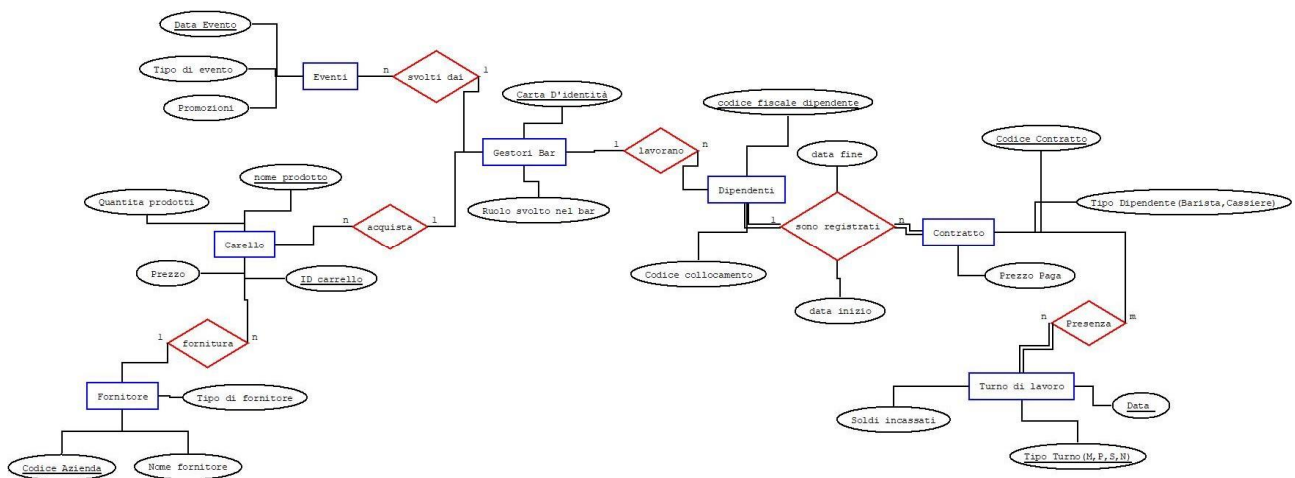 Data Evento
Tipo di evento
Promozioni
Eventi
n
svolti dai
1
Carta D'identità
Gestori Bar
Ruolo svolto nel bar
1
lavorano
n
codice fiscale dipendente
Dipendenti
Codice collocamento
data fine
1
sono registrati
n
data inizio
Codice Contratto
Tipo Dipendente(Barista,Cassiere)
Contratto
Prezzo Paga
nome prodotto
Quantita prodotti
Carello
n
acquista
1
Prezzo
ID carrello
1
fornitura
n
Fornitore
Tipo di fornitore
Codice Azienda
Nome fornitore
n
Presenza
m
Turno di lavoro
Soldi incassati
Data
Tipo Turno(M,P,S,N)